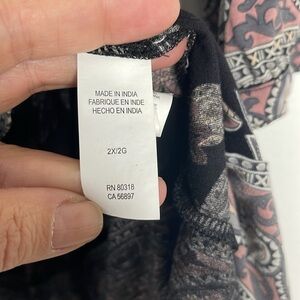 MADE IN INDIA
FABRIQUE EN INDE
HECHO EN INDIA
2X/2G
RN 80318
CA 56897